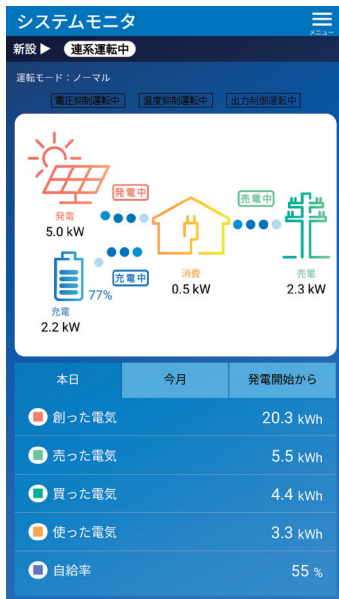 システムモニタ
メニュー
新設▶ 連系運転中
運転モード：ノーマル
電圧抑制運転中 温度抑制運転中 出力制御運転中
発電中
売電中
発電
5.0 kW
充電中
77%
消費
0.5 kW
売電
2.3 kW
充電
2.2 kW
本日 今月 発電開始から
創った電気 20.3 kWh
売った電気 5.5 kWh
買った電気 4.4 kWh
使った電気 3.3 kWh
自給率 55 %